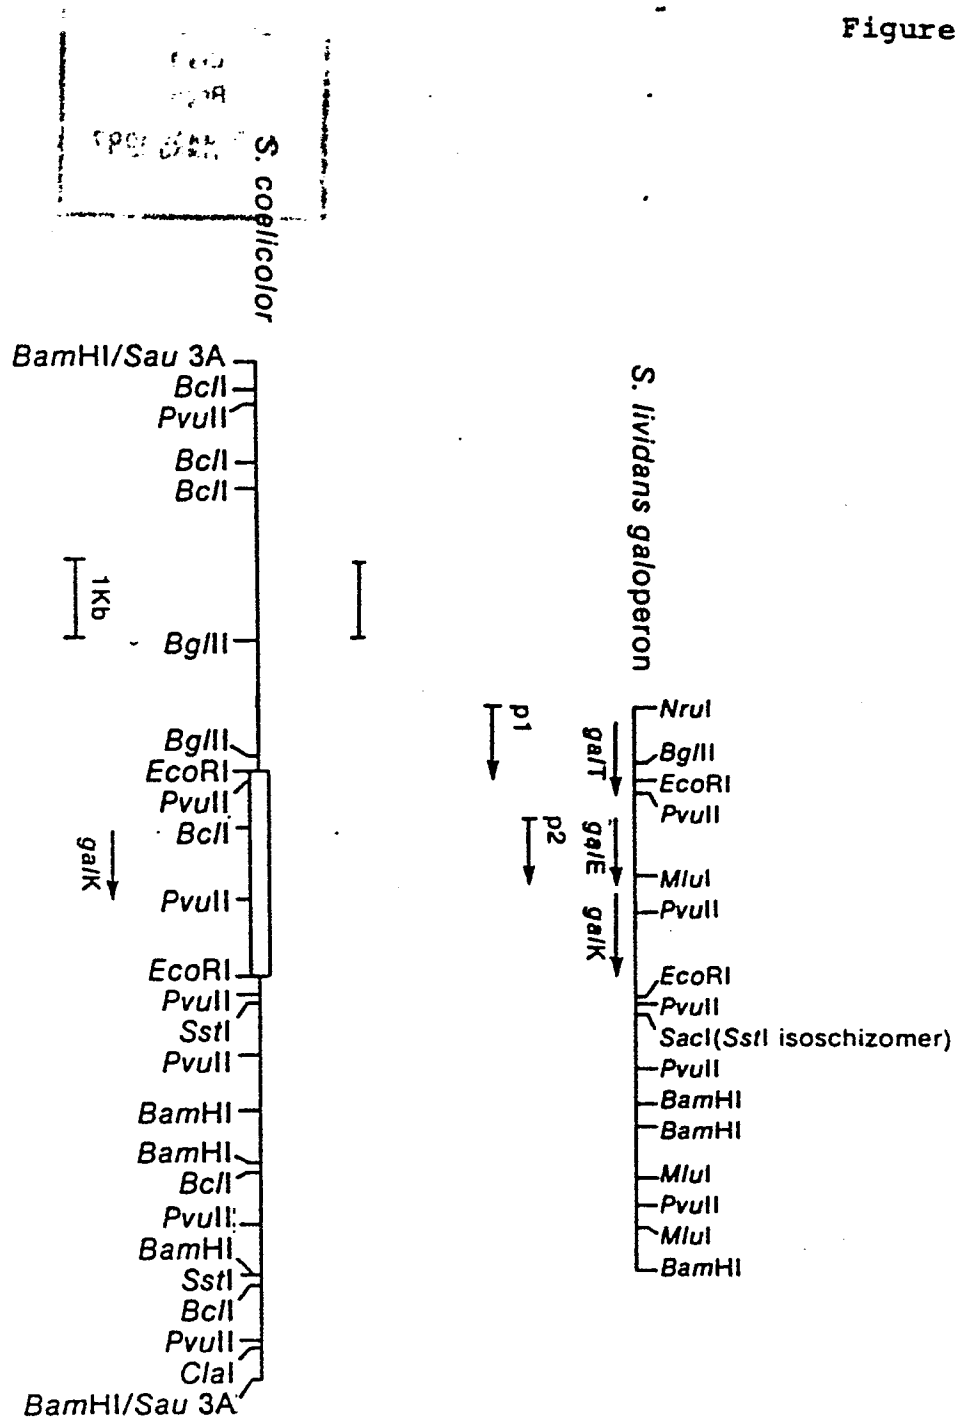 Figure
S. coelicolor
BamHI/Sau 3A
BclI
PvuII
BclI
BclI
1Kb
BglII
BglII
EcoRI
PvuII
BclI
galK
PvuII
EcoRI
PvuII
SstI
PvuII
BamHI
BamHI
BclI
PvuII
BamHI
SstI
BclI
PvuII
ClaI
BamHI/Sau 3A
S. lividans galoperon
p1
p2
galT
galE
galK
NruI
BglII
EcoRI
PvuII
MluI
PvuII
EcoRI
PvuII
SacI(SstI isoschizomer)
PvuII
BamHI
BamHI
MluI
PvuII
MluI
BamHI